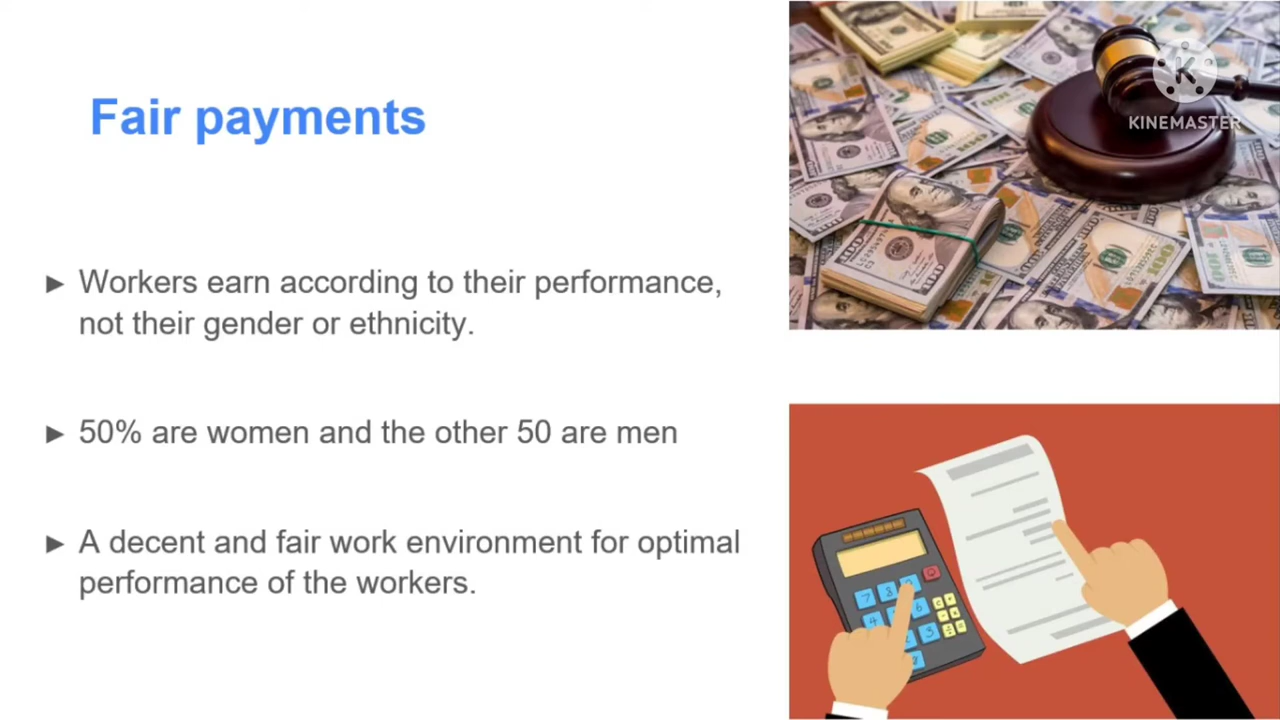 Fair payments
KINEMASTER
► Workers earn according to their performance,
not their gender or ethnicity.
► 50% are women and the other 50 are men
► A decent and fair work environment for optimal
performance of the workers.